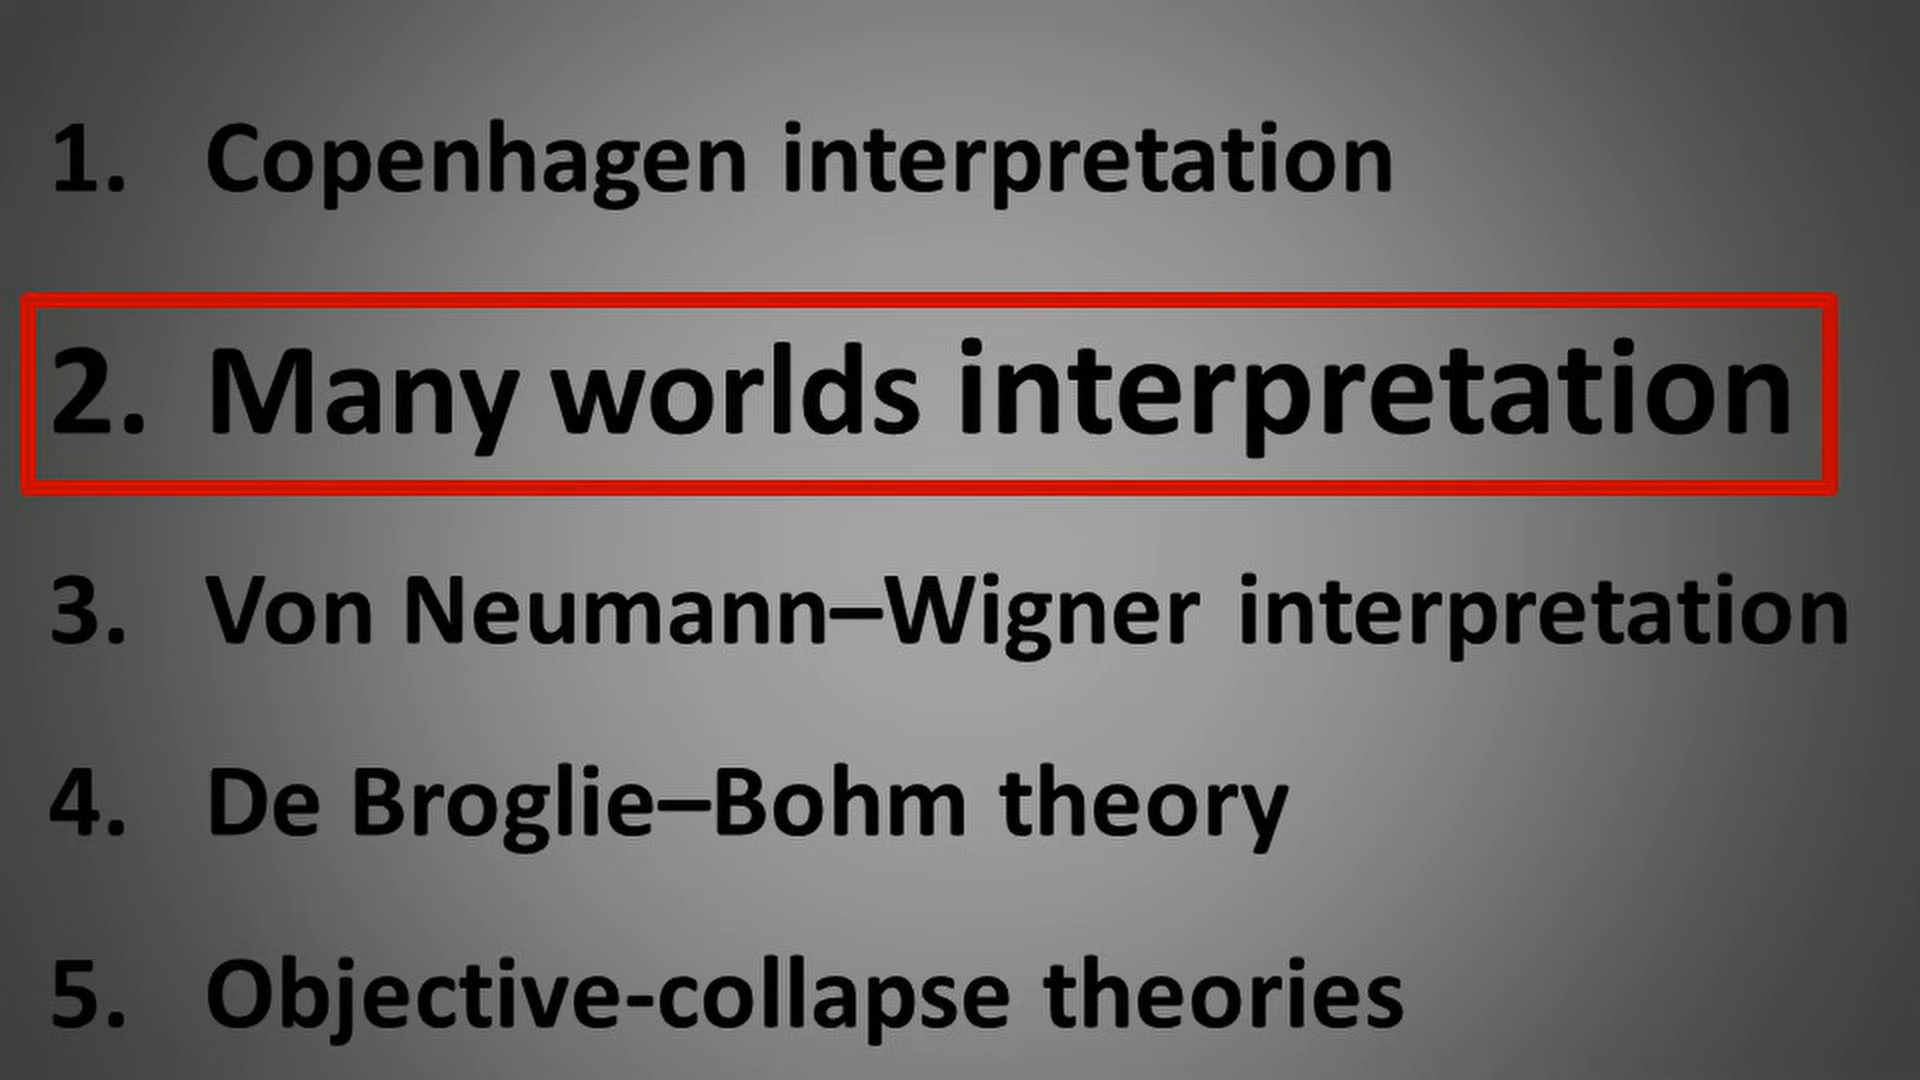 1. Copenhagen interpretation
2. Many worlds interpretation
3. Von Neumann–Wigner interpretation
4. De Broglie–Bohm theory
5. Objective-collapse theories